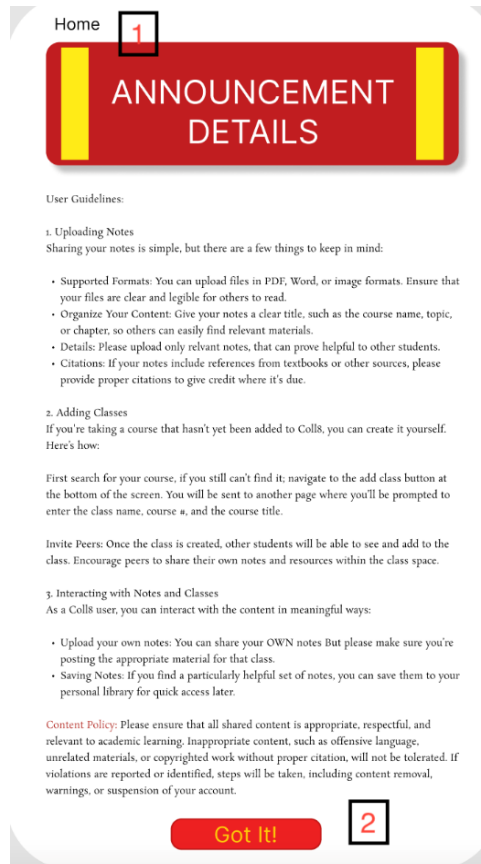 Home
1
ANNOUNCEMENT
DETAILS
User Guidelines:
1. Uploading Notes
Sharing your notes is simple, but there are a few things to keep in mind:
• Supported Formats: You can upload files in PDF, Word, or image formats. Ensure that
your files are clear and legible for others to read.
• Organize Your Content: Give your notes a clear title, such as the course name, topic,
or chapter, so others can easily find relevant materials.
• Details: Please upload only relvant notes, that can prove helpful to other students.
• Citations: If your notes include references from textbooks or other sources, please
provide proper citations to give credit where it's due.
2. Adding Classes
If you're taking a course that hasn't yet been added to Coll8, you can create it yourself.
Here's how:
First search for your course, if you still can't find it; navigate to the add class button at
the bottom of the screen. You will be sent to another page where you'll be prompted to
enter the class name, course #, and the course title.
Invite Peers: Once the class is created, other students will be able to see and add to the
class. Encourage peers to share their own notes and resources within the class space.
3. Interacting with Notes and Classes
As a Coll8 user, you can interact with the content in meaningful ways:
• Upload your own notes: You can share your OWN notes But please make sure you're
posting the appropriate material for that class.
• Saving Notes: If you find a particularly helpful set of notes, you can save them to your
personal library for quick access later.
Content Policy: Please ensure that all shared content is appropriate, respectful, and
relevant to academic learning. Inappropriate content, such as offensive language,
unrelated materials, or copyrighted work without proper citation, will not be tolerated. If
violations are reported or identified, steps will be taken, including content removal,
warnings, or suspension of your account.
Got It!
2